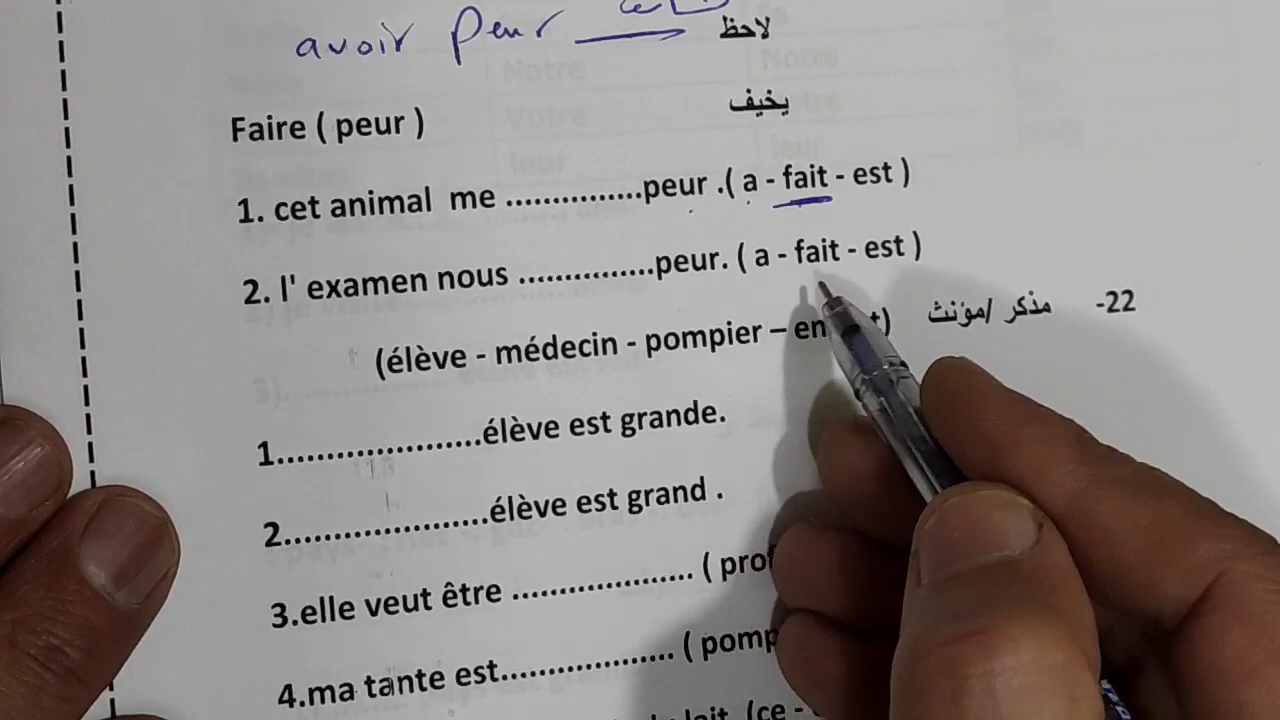 avoir peur لاحظ
Faire ( peur ) يخيف
1. cet animal me ...............peur .( a - fait - est )
2. l' examen nous ...............peur. ( a - fait - est )
22- مذكر /مؤنث (élève - médecin - pompier – en
1......................élève est grande.
2......................élève est grand .
3.elle veut être .................... ( prof
4.ma tante est.................... ( pomp
lait (ce -